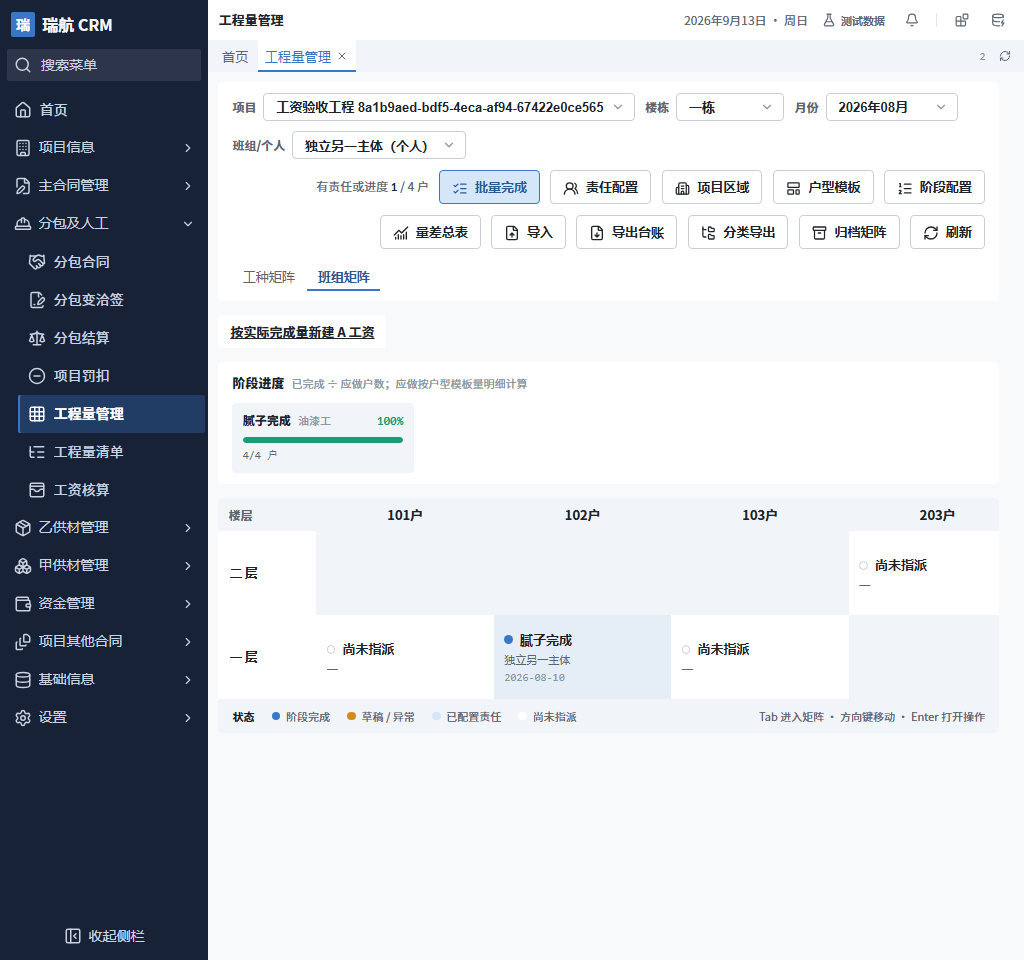 瑞 瑞航 CRM
搜索菜单
首页
项目信息
主合同管理
分包及人工
分包合同
分包变洽签
分包结算
项目罚扣
工程量管理
工程量清单
工资核算
乙供材管理
甲供材管理
资金管理
项目其他合同
基础信息
设置
收起侧栏
工程量管理
2026年9月13日 · 周日 测试数据
首页 工程量管理 2
项目 工资验收工程 8a1b9aed-bdf5-4eca-af94-67422e0ce565 楼栋 一栋 月份 2026年08月
班组/个人 独立另一主体（个人）
有责任或进度 1 / 4 户 批量完成 责任配置 项目区域 户型模板 阶段配置
量差总表 导入 导出台账 分类导出 归档矩阵 刷新
工种矩阵 班组矩阵
按实际完成量新建 A 工资
阶段进度 已完成 ÷ 应做户数；应做按户型模板量明细计算
腻子完成 油漆工 100%
4/4 户
楼层 101户 102户 103户 203户
二层 尚未指派
—
一层 尚未指派 腻子完成 尚未指派
— 独立另一主体 —
2026-08-10
状态 阶段完成 草稿 / 异常 已配置责任 尚未指派 Tab 进入矩阵 · 方向键移动 · Enter 打开操作